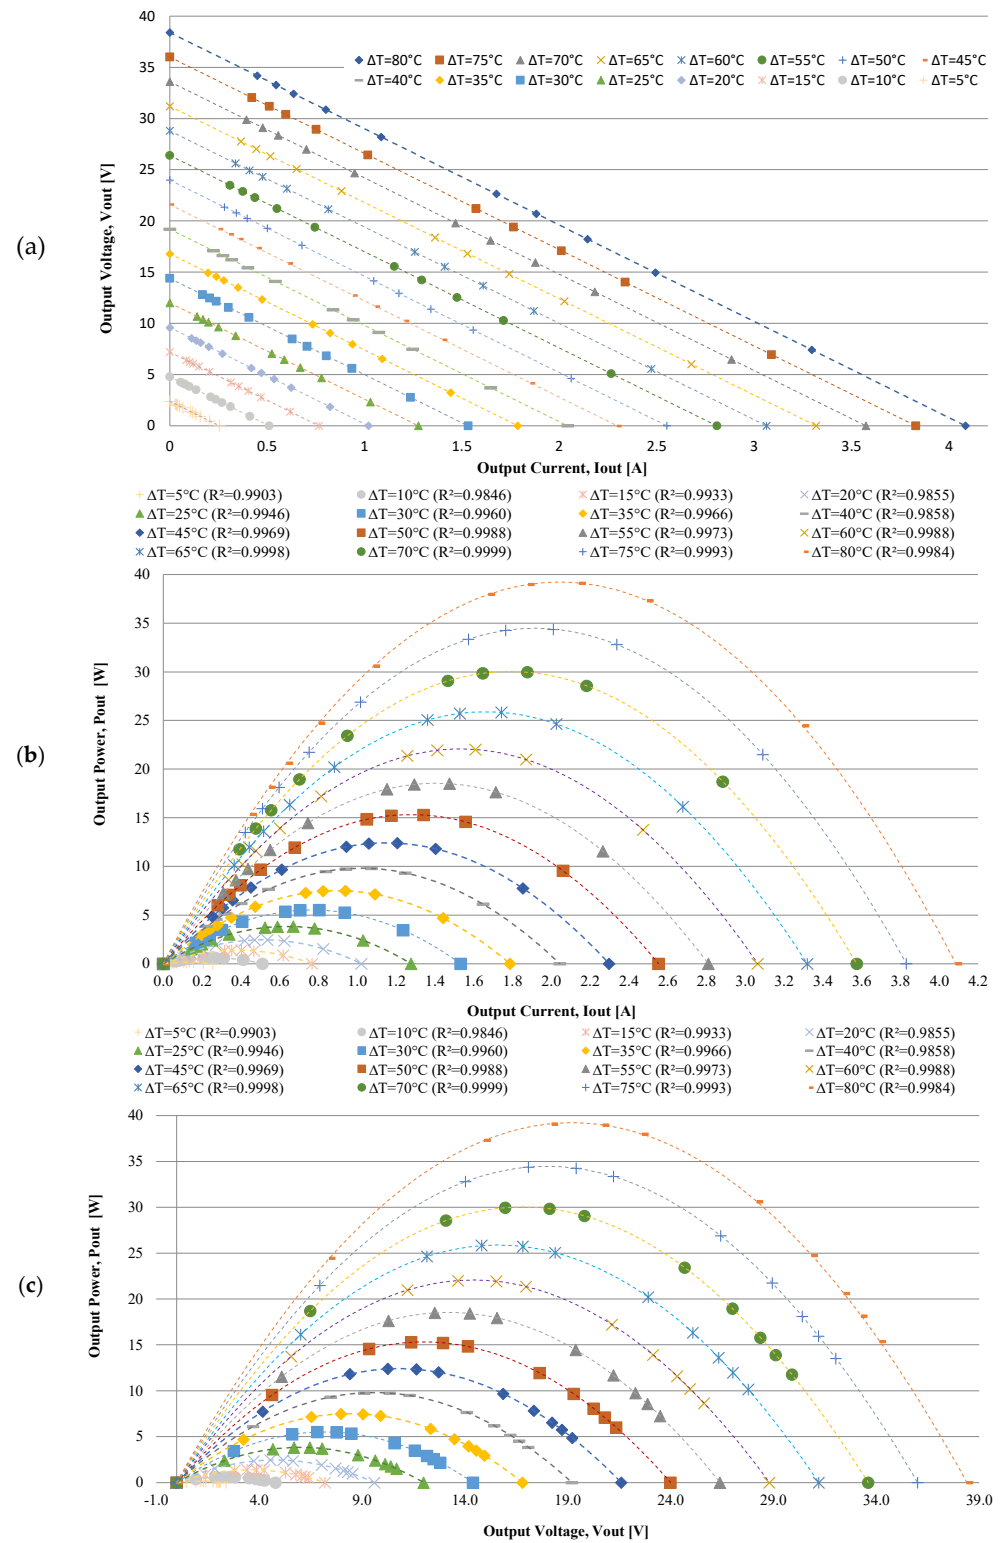 (a)
Output Voltage, Vout [V]
40
35
30
25
20
15
10
5
0
ΔT=80°C ΔT=75°C ΔT=70°C ΔT=65°C ΔT=60°C ΔT=55°C ΔT=50°C ΔT=45°C
ΔT=40°C ΔT=35°C ΔT=30°C ΔT=25°C ΔT=20°C ΔT=15°C ΔT=10°C ΔT=5°C
0 0.5 1 1.5 2 2.5 3 3.5 4
Output Current, Iout [A]
ΔT=5°C (R²=0.9903) ΔT=10°C (R²=0.9846) ΔT=15°C (R²=0.9933) ΔT=20°C (R²=0.9855)
ΔT=25°C (R²=0.9946) ΔT=30°C (R²=0.9960) ΔT=35°C (R²=0.9966) ΔT=40°C (R²=0.9858)
ΔT=45°C (R²=0.9969) ΔT=50°C (R²=0.9988) ΔT=55°C (R²=0.9973) ΔT=60°C (R²=0.9988)
ΔT=65°C (R²=0.9998) ΔT=70°C (R²=0.9999) ΔT=75°C (R²=0.9993) ΔT=80°C (R²=0.9984)
(b)
Output Power, Pout [W]
40
35
30
25
20
15
10
5
0
0.0 0.2 0.4 0.6 0.8 1.0 1.2 1.4 1.6 1.8 2.0 2.2 2.4 2.6 2.8 3.0 3.2 3.4 3.6 3.8 4.0 4.2
Output Current, Iout [A]
ΔT=5°C (R²=0.9903) ΔT=10°C (R²=0.9846) ΔT=15°C (R²=0.9933) ΔT=20°C (R²=0.9855)
ΔT=25°C (R²=0.9946) ΔT=30°C (R²=0.9960) ΔT=35°C (R²=0.9966) ΔT=40°C (R²=0.9858)
ΔT=45°C (R²=0.9969) ΔT=50°C (R²=0.9988) ΔT=55°C (R²=0.9973) ΔT=60°C (R²=0.9988)
ΔT=65°C (R²=0.9998) ΔT=70°C (R²=0.9999) ΔT=75°C (R²=0.9993) ΔT=80°C (R²=0.9984)
(c)
Output Power, Pout [W]
40
35
30
25
20
15
10
5
0
-1.0 4.0 9.0 14.0 19.0 24.0 29.0 34.0 39.0
Output Voltage, Vout [V]